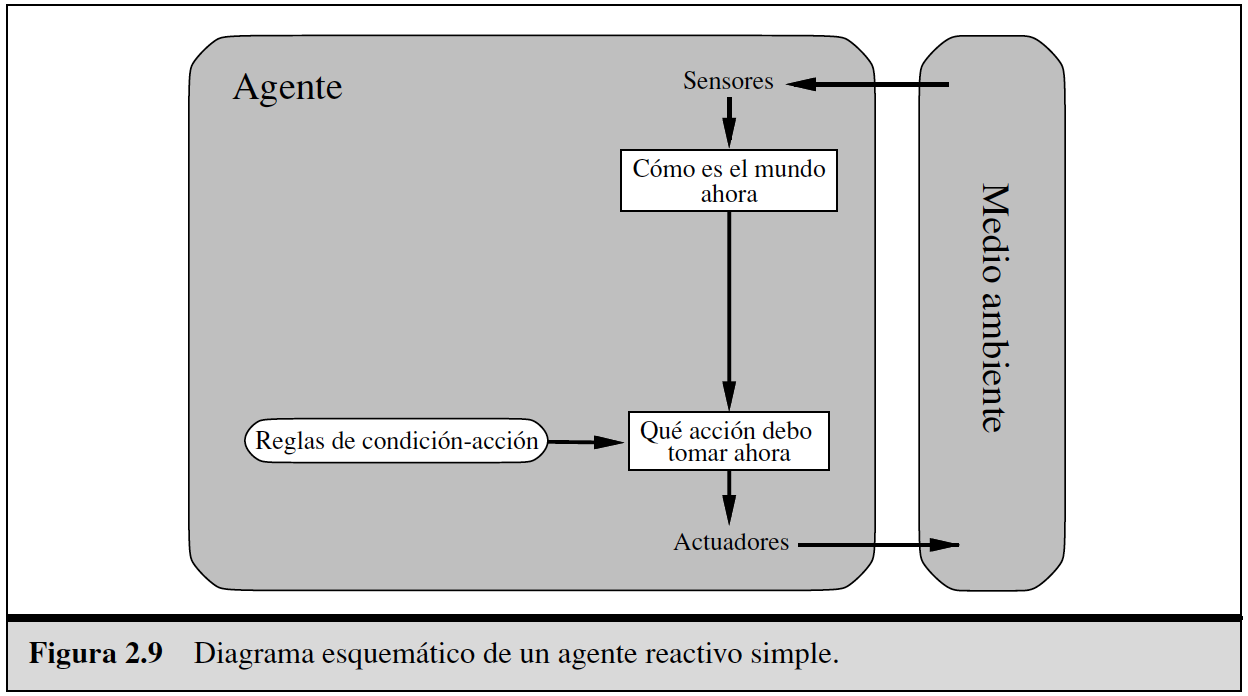 Agente
Sensores
Cómo es el mundo
ahora
Medio ambiente
Reglas de condición-acción
Qué acción debo
tomar ahora
Actuadores
Figura 2.9 Diagrama esquemático de un agente reactivo simple.